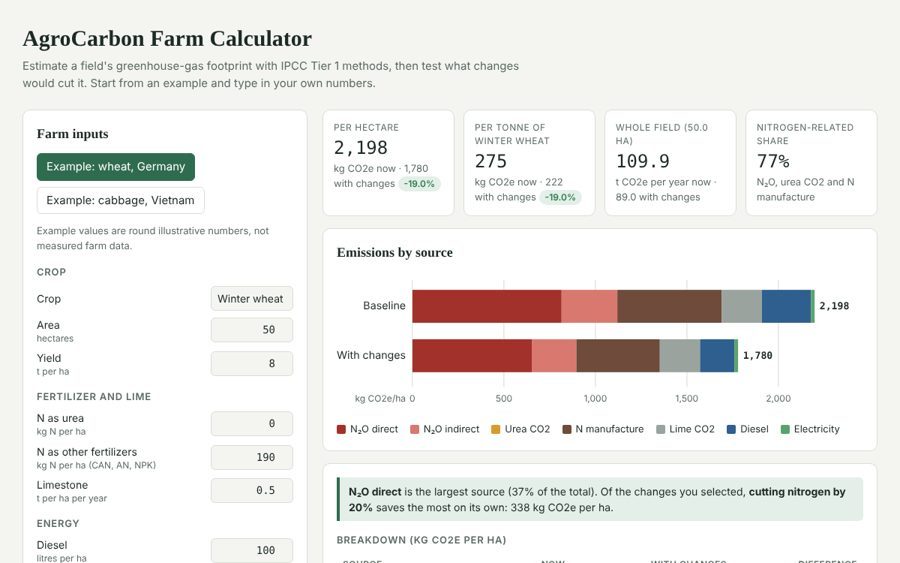 AgroCarbon Farm Calculator
Estimate a field's greenhouse-gas footprint with IPCC Tier 1 methods, then test what changes
would cut it. Start from an example and type in your own numbers.
Farm inputs
Example: wheat, Germany
Example: cabbage, Vietnam
Example values are round illustrative numbers, not
measured farm data.
CROP
Crop
Winter wheat
Area
hectares
50
Yield
t per ha
8
FERTILIZER AND LIME
N as urea
kg N per ha
0
N as other fertilizers
kg N per ha (CAN, AN, NPK)
190
Limestone
t per ha per year
0.5
ENERGY
Diesel
litres per ha
100
PER HECTARE
2,198
kg CO2e now · 1,780
with changes -19.0%
PER TONNE OF
WINTER WHEAT
275
kg CO2e now · 222
with changes -19.0%
WHOLE FIELD (50.0
HA)
109.9
t CO2e per year now ·
89.0 with changes
NITROGEN-RELATED
SHARE
77%
N₂O, urea CO2 and N
manufacture
Emissions by source
Baseline
2,198
With changes
1,780
kg CO2e/ha 0 500 1,000 1,500 2,000
N₂O direct N₂O indirect Urea CO2 N manufacture Lime CO2 Diesel Electricity
N₂O direct is the largest source (37% of the total). Of the changes you selected, cutting nitrogen by
20% saves the most on its own: 338 kg CO2e per ha.
BREAKDOWN (KG CO2E PER HA)
SOURCE NOW WITH CHANGES DIFFERENCE